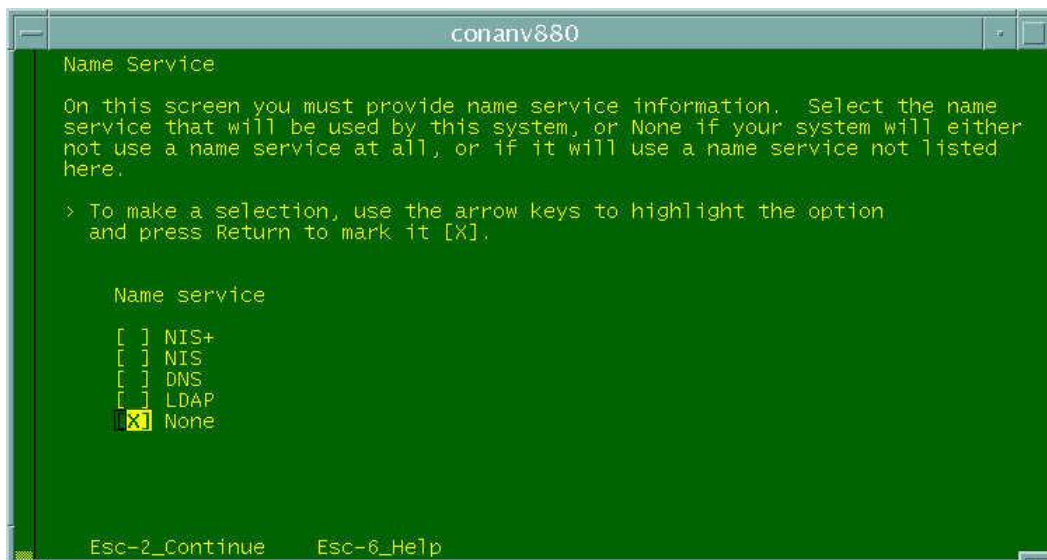 conanv880
Name Service
On this screen you must provide name service information.  Select the name
service that will be used by this system, or None if your system will either
not use a name service at all, or if it will use a name service not listed
here.
> To make a selection, use the arrow keys to highlight the option
and press Return to mark it [X].
Name service
[ ] NIS+
[ ] NIS
[ ] DNS
[ ] LDAP
[X] None
Esc-2_Continue    Esc-6_Help